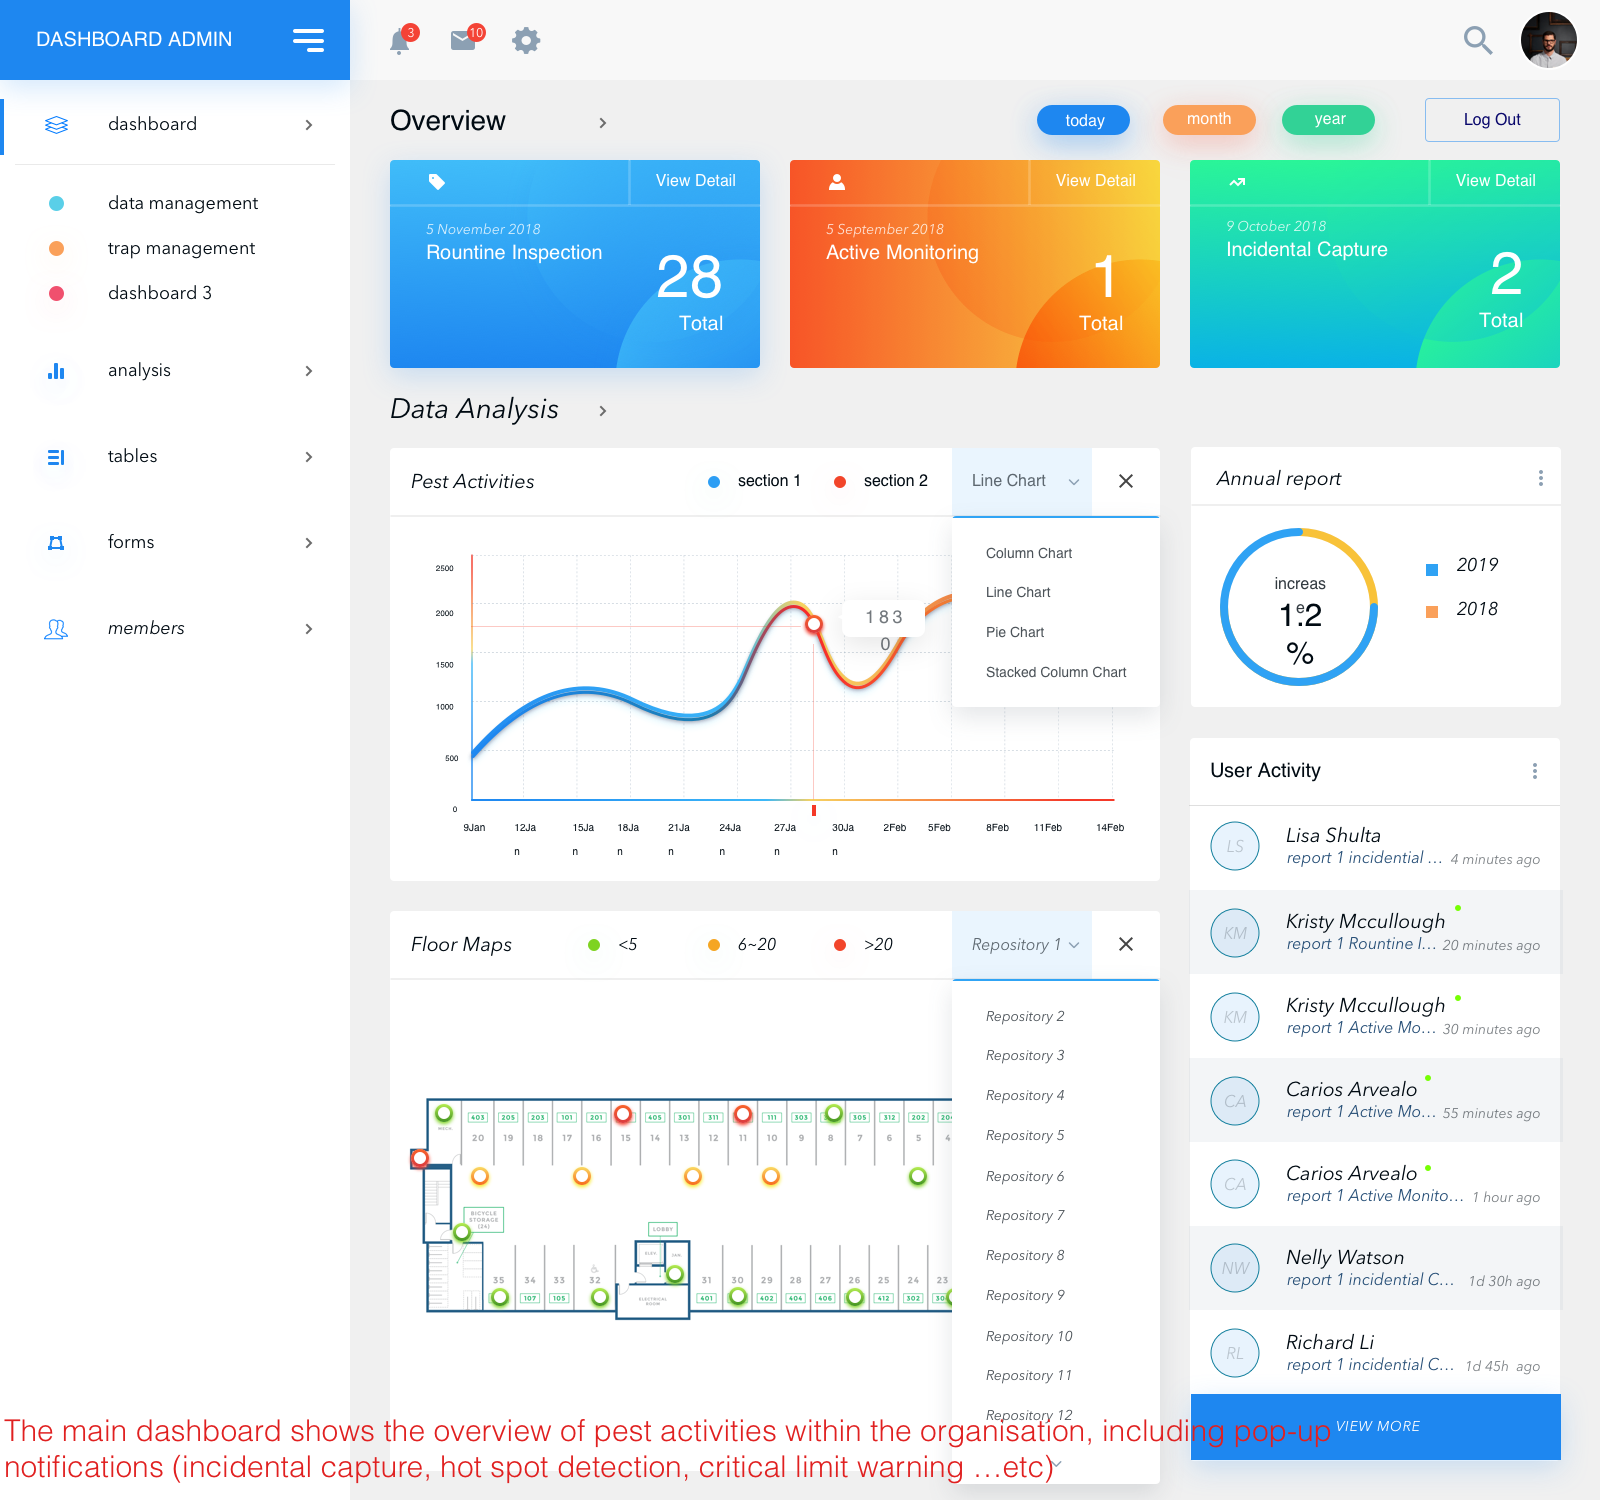 DASHBOARD ADMIN
3
10
dashboard
data management
trap management
dashboard 3
analysis
tables
forms
members
Overview
today
month
year
Log Out
View Detail
5 November 2018
Rountine Inspection
28
Total
View Detail
5 September 2018
Active Monitoring
1
Total
View Detail
9 October 2018
Incidental Capture
2
Total
Data Analysis
Pest Activities
section 1
section 2
Line Chart
Column Chart
Line Chart
Pie Chart
Stacked Column Chart
2500
2000
1500
1000
500
0
183
0
9Jan
12Ja
n
15Ja
n
18Ja
n
21Ja
n
24Ja
n
27Ja
n
30Ja
n
2Feb
5Feb
8Feb
11Feb
14Feb
Annual report
increas
e
1.2
%
2019
2018
Floor Maps
<5
6~20
>20
Repository 1
Repository 2
Repository 3
Repository 4
Repository 5
Repository 6
Repository 7
Repository 8
Repository 9
Repository 10
Repository 11
Repository 12
MECH
403 205 203 101 201 405 301 311 111 303 305 312 202
20 19 18 17 16 15 14 13 12 11 10 9 8 7 6 5
BICYCLE
STORAGE
(24)
LOBBY
ELEV.
ELECTRICAL
ROOM
35 34 33 32 31 30 29 28 27 26 25 24 23
107 105 401 402 404 406 412 302
User Activity
LS
Lisa Shulta
report 1 incidential … 4 minutes ago
KM
Kristy Mccullough
report 1 Rountine I… 20 minutes ago
KM
Kristy Mccullough
report 1 Active Mo… 30 minutes ago
CA
Carios Arvealo
report 1 Active Mo… 55 minutes ago
CA
Carios Arvealo
report 1 Active Monito… 1 hour ago
NW
Nelly Watson
report 1 incidential C… 1d 30h ago
RL
Richard Li
report 1 incidential C… 1d 45h ago
VIEW MORE
The main dashboard shows the overview of pest activities within the organisation, including pop-up
notifications (incidental capture, hot spot detection, critical limit warning …etc)